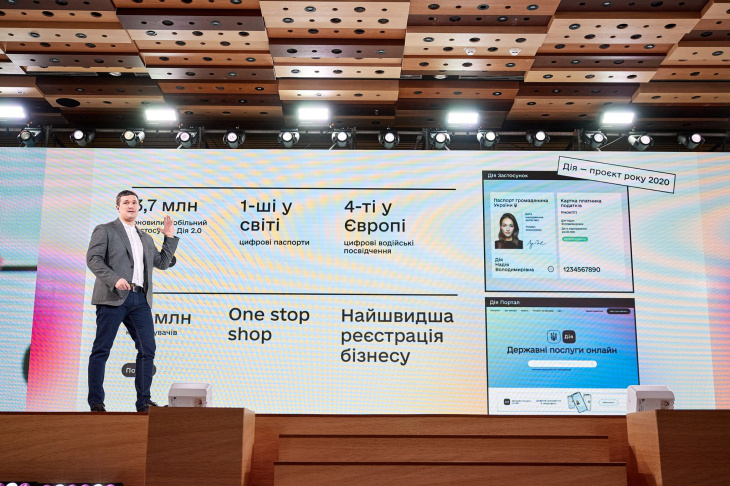 Дія — проєкт року 2020
3,7 млн
мобільний
Дія 2.0
1-ші у
світі
цифрові паспорти
4-ті у
Європі
цифрові водійські
посвідчення
Дія Застосунок
Паспорт громадянина
України
Картка платника
податків
Дія
Надія
Володимирівна
1234567890
млн
One stop
shop
Найшвидша
реєстрація
бізнесу
Дія Портал
Дія
Державні послуги онлайн